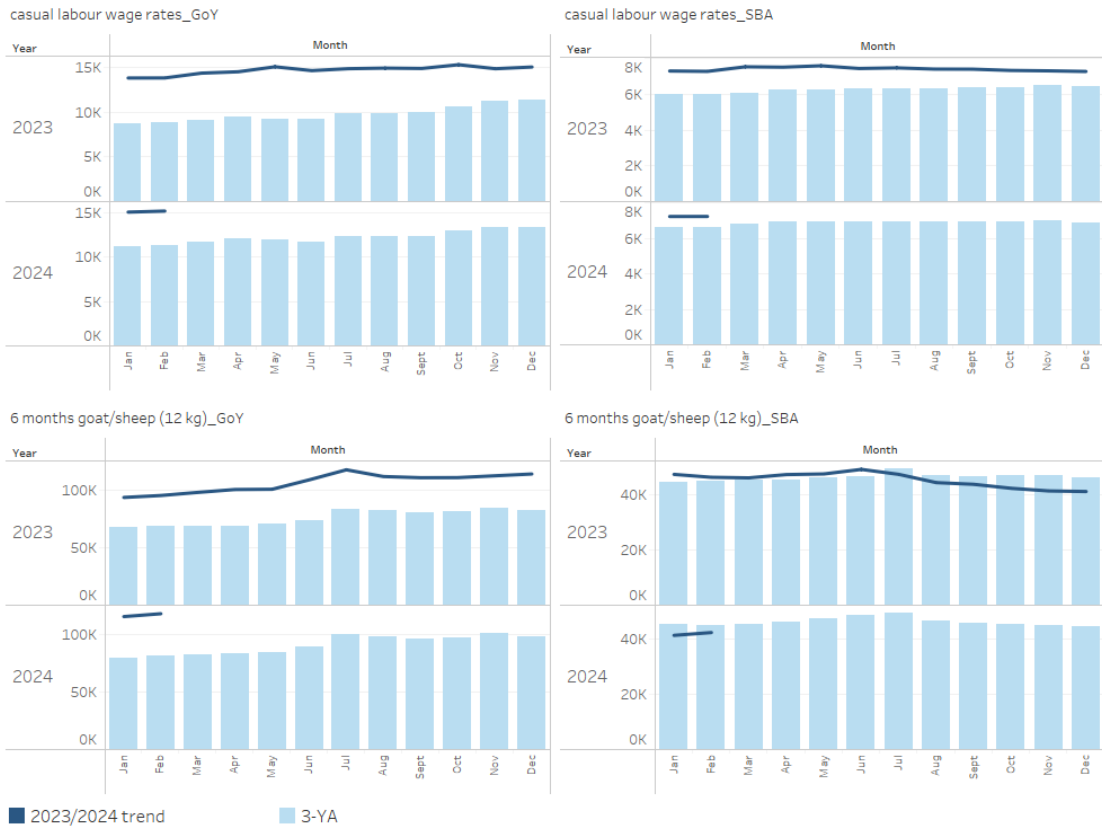 casual labour wage rates_GoY
Year
Month
15K
10K
5K
0K
2023
15K
10K
5K
0K
2024
Jan Feb Mar Apr May Jun Jul Aug Sept Oct Nov Dec
casual labour wage rates_SBA
Year
Month
8K
6K
4K
2K
0K
2023
8K
6K
4K
2K
0K
2024
Jan Feb Mar Apr May Jun Jul Aug Sept Oct Nov Dec
6 months goat/sheep (12 kg)_GoY
Year
Month
100K
50K
0K
2023
100K
50K
0K
2024
Jan Feb Mar Apr May Jun Jul Aug Sept Oct Nov Dec
6 months goat/sheep (12 kg)_SBA
Year
Month
40K
20K
0K
2023
40K
20K
0K
2024
Jan Feb Mar Apr May Jun Jul Aug Sept Oct Nov Dec
2023/2024 trend
3-YA